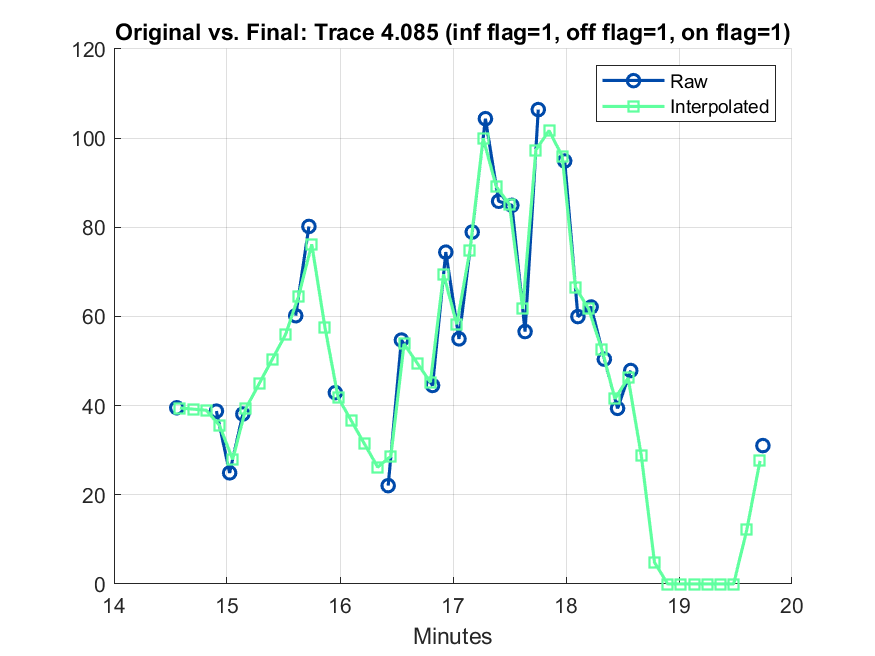 Original vs. Final: Trace 4.085 (inf flag=1, off flag=1, on flag=1)
120
100
80
60
40
20
0
Raw
Interpolated
14 15 16 17 18 19 20
Minutes